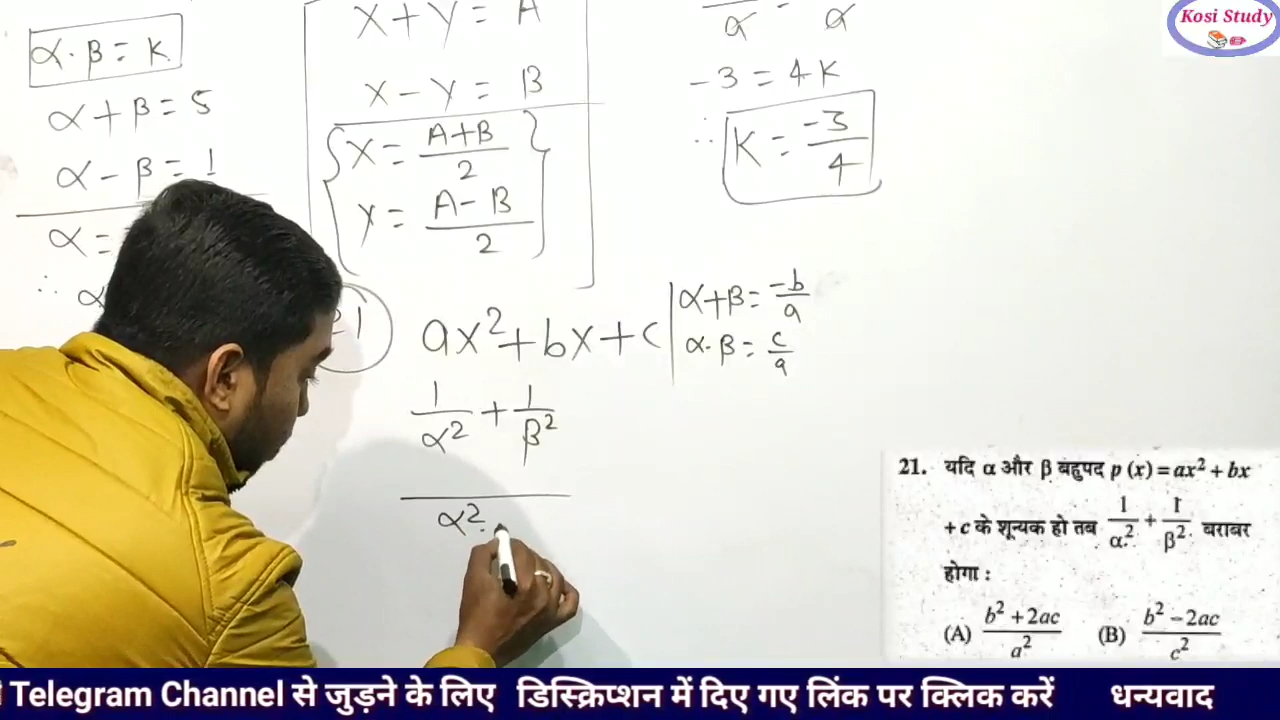 α · β = K
α + β = 5
α - β = 1
α =
∴ α
X + Y = A
X - Y = B
X = A+B/2
Y = A-B/2
α α
-3 = 4K
∴ K = -3/4
Kosi Study
21
ax² + bx + c
α+β = -b/a
α·β = c/a
1/α² + 1/β²
α² ·
21. यदि α और β बहुपद p (x) = ax² + bx
+ c के शून्यक हो तब 1/α² + 1/β² बराबर
होगा :
(A) b² + 2ac/a² (B) b² - 2ac/c²
Telegram Channel से जुड़ने के लिए डिस्क्रिप्शन में दिए गए लिंक पर क्लिक करें धन्यवाद